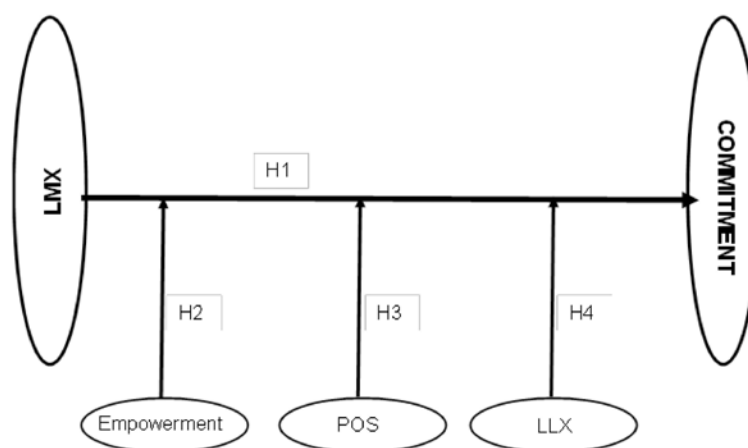 LMX
H1
COMMITMENT
H2
H3
H4
Empowerment
POS
LLX